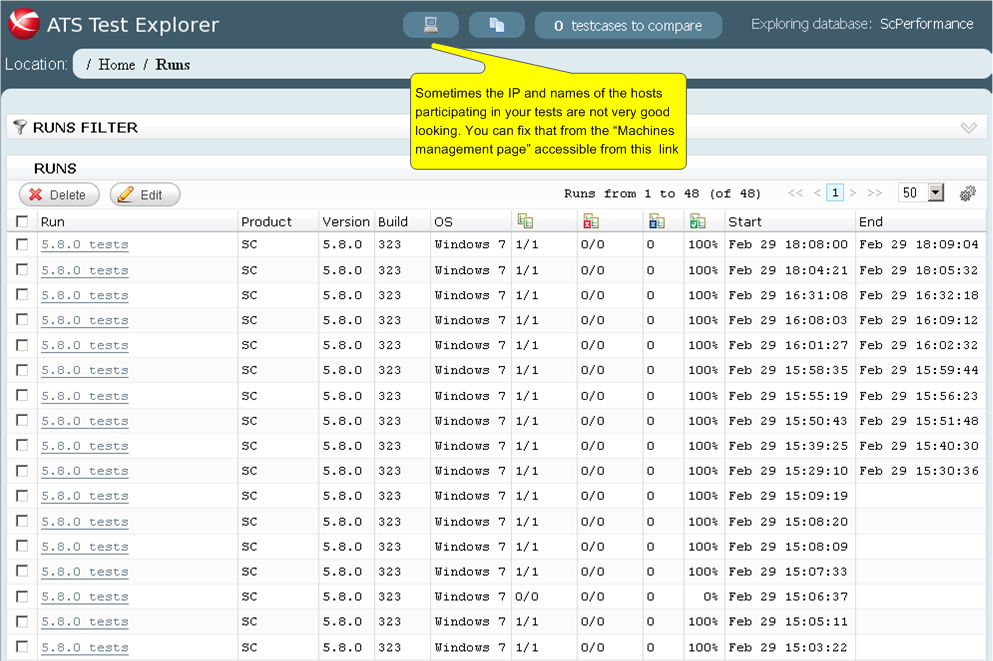 ATS Test Explorer
0 testcases to compare
Exploring database: ScPerformance
Location: / Home / Runs
Sometimes the IP and names of the hosts
participating in your tests are not very good
looking. You can fix that from the “Machines
management page” accessible from this link
RUNS FILTER
RUNS
Delete Edit Runs from 1 to 48 (of 48) << < 1 > >> 50
Run Product Version Build OS Start End
5.8.0 tests SC 5.8.0 323 Windows 7 1/1 0/0 0 100% Feb 29 18:08:00 Feb 29 18:09:04
5.8.0 tests SC 5.8.0 323 Windows 7 1/1 0/0 0 100% Feb 29 18:04:21 Feb 29 18:05:32
5.8.0 tests SC 5.8.0 323 Windows 7 1/1 0/0 0 100% Feb 29 16:31:08 Feb 29 16:32:18
5.8.0 tests SC 5.8.0 323 Windows 7 1/1 0/0 0 100% Feb 29 16:08:03 Feb 29 16:09:12
5.8.0 tests SC 5.8.0 323 Windows 7 1/1 0/0 0 100% Feb 29 16:01:27 Feb 29 16:02:32
5.8.0 tests SC 5.8.0 323 Windows 7 1/1 0/0 0 100% Feb 29 15:58:35 Feb 29 15:59:44
5.8.0 tests SC 5.8.0 323 Windows 7 1/1 0/0 0 100% Feb 29 15:55:19 Feb 29 15:56:23
5.8.0 tests SC 5.8.0 323 Windows 7 1/1 0/0 0 100% Feb 29 15:50:43 Feb 29 15:51:48
5.8.0 tests SC 5.8.0 323 Windows 7 1/1 0/0 0 100% Feb 29 15:39:25 Feb 29 15:40:30
5.8.0 tests SC 5.8.0 323 Windows 7 1/1 0/0 0 100% Feb 29 15:29:10 Feb 29 15:30:36
5.8.0 tests SC 5.8.0 323 Windows 7 1/1 0/0 0 100% Feb 29 15:09:19
5.8.0 tests SC 5.8.0 323 Windows 7 1/1 0/0 0 100% Feb 29 15:08:20
5.8.0 tests SC 5.8.0 323 Windows 7 1/1 0/0 0 100% Feb 29 15:08:09
5.8.0 tests SC 5.8.0 323 Windows 7 1/1 0/0 0 100% Feb 29 15:07:33
5.8.0 tests SC 5.8.0 323 Windows 7 0/0 0/0 0 0% Feb 29 15:06:37
5.8.0 tests SC 5.8.0 323 Windows 7 1/1 0/0 0 100% Feb 29 15:05:11
5.8.0 tests SC 5.8.0 323 Windows 7 1/1 0/0 0 100% Feb 29 15:03:22